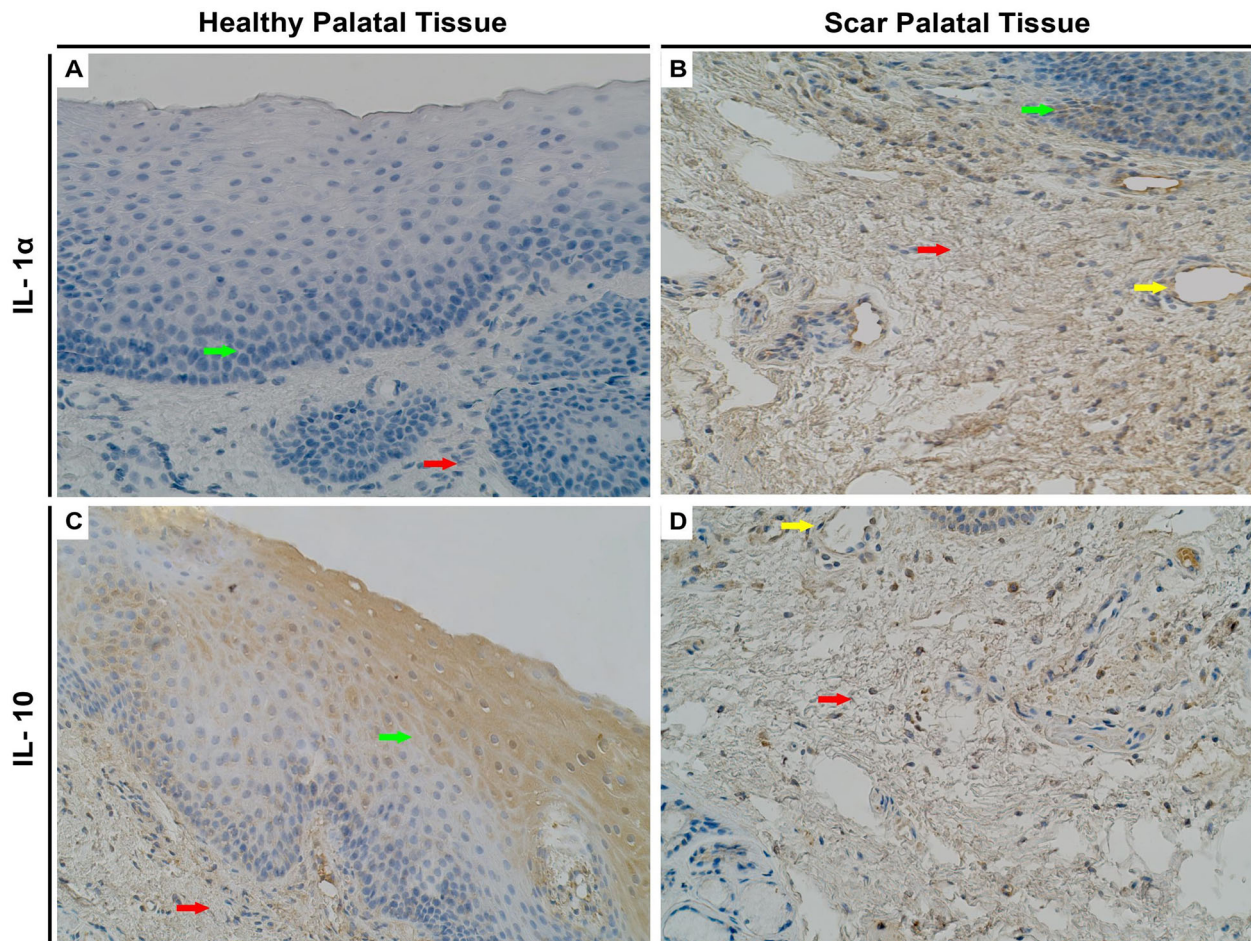 Healthy Palatal Tissue
Scar Palatal Tissue
IL- 1α
A
B
IL- 10
C
D